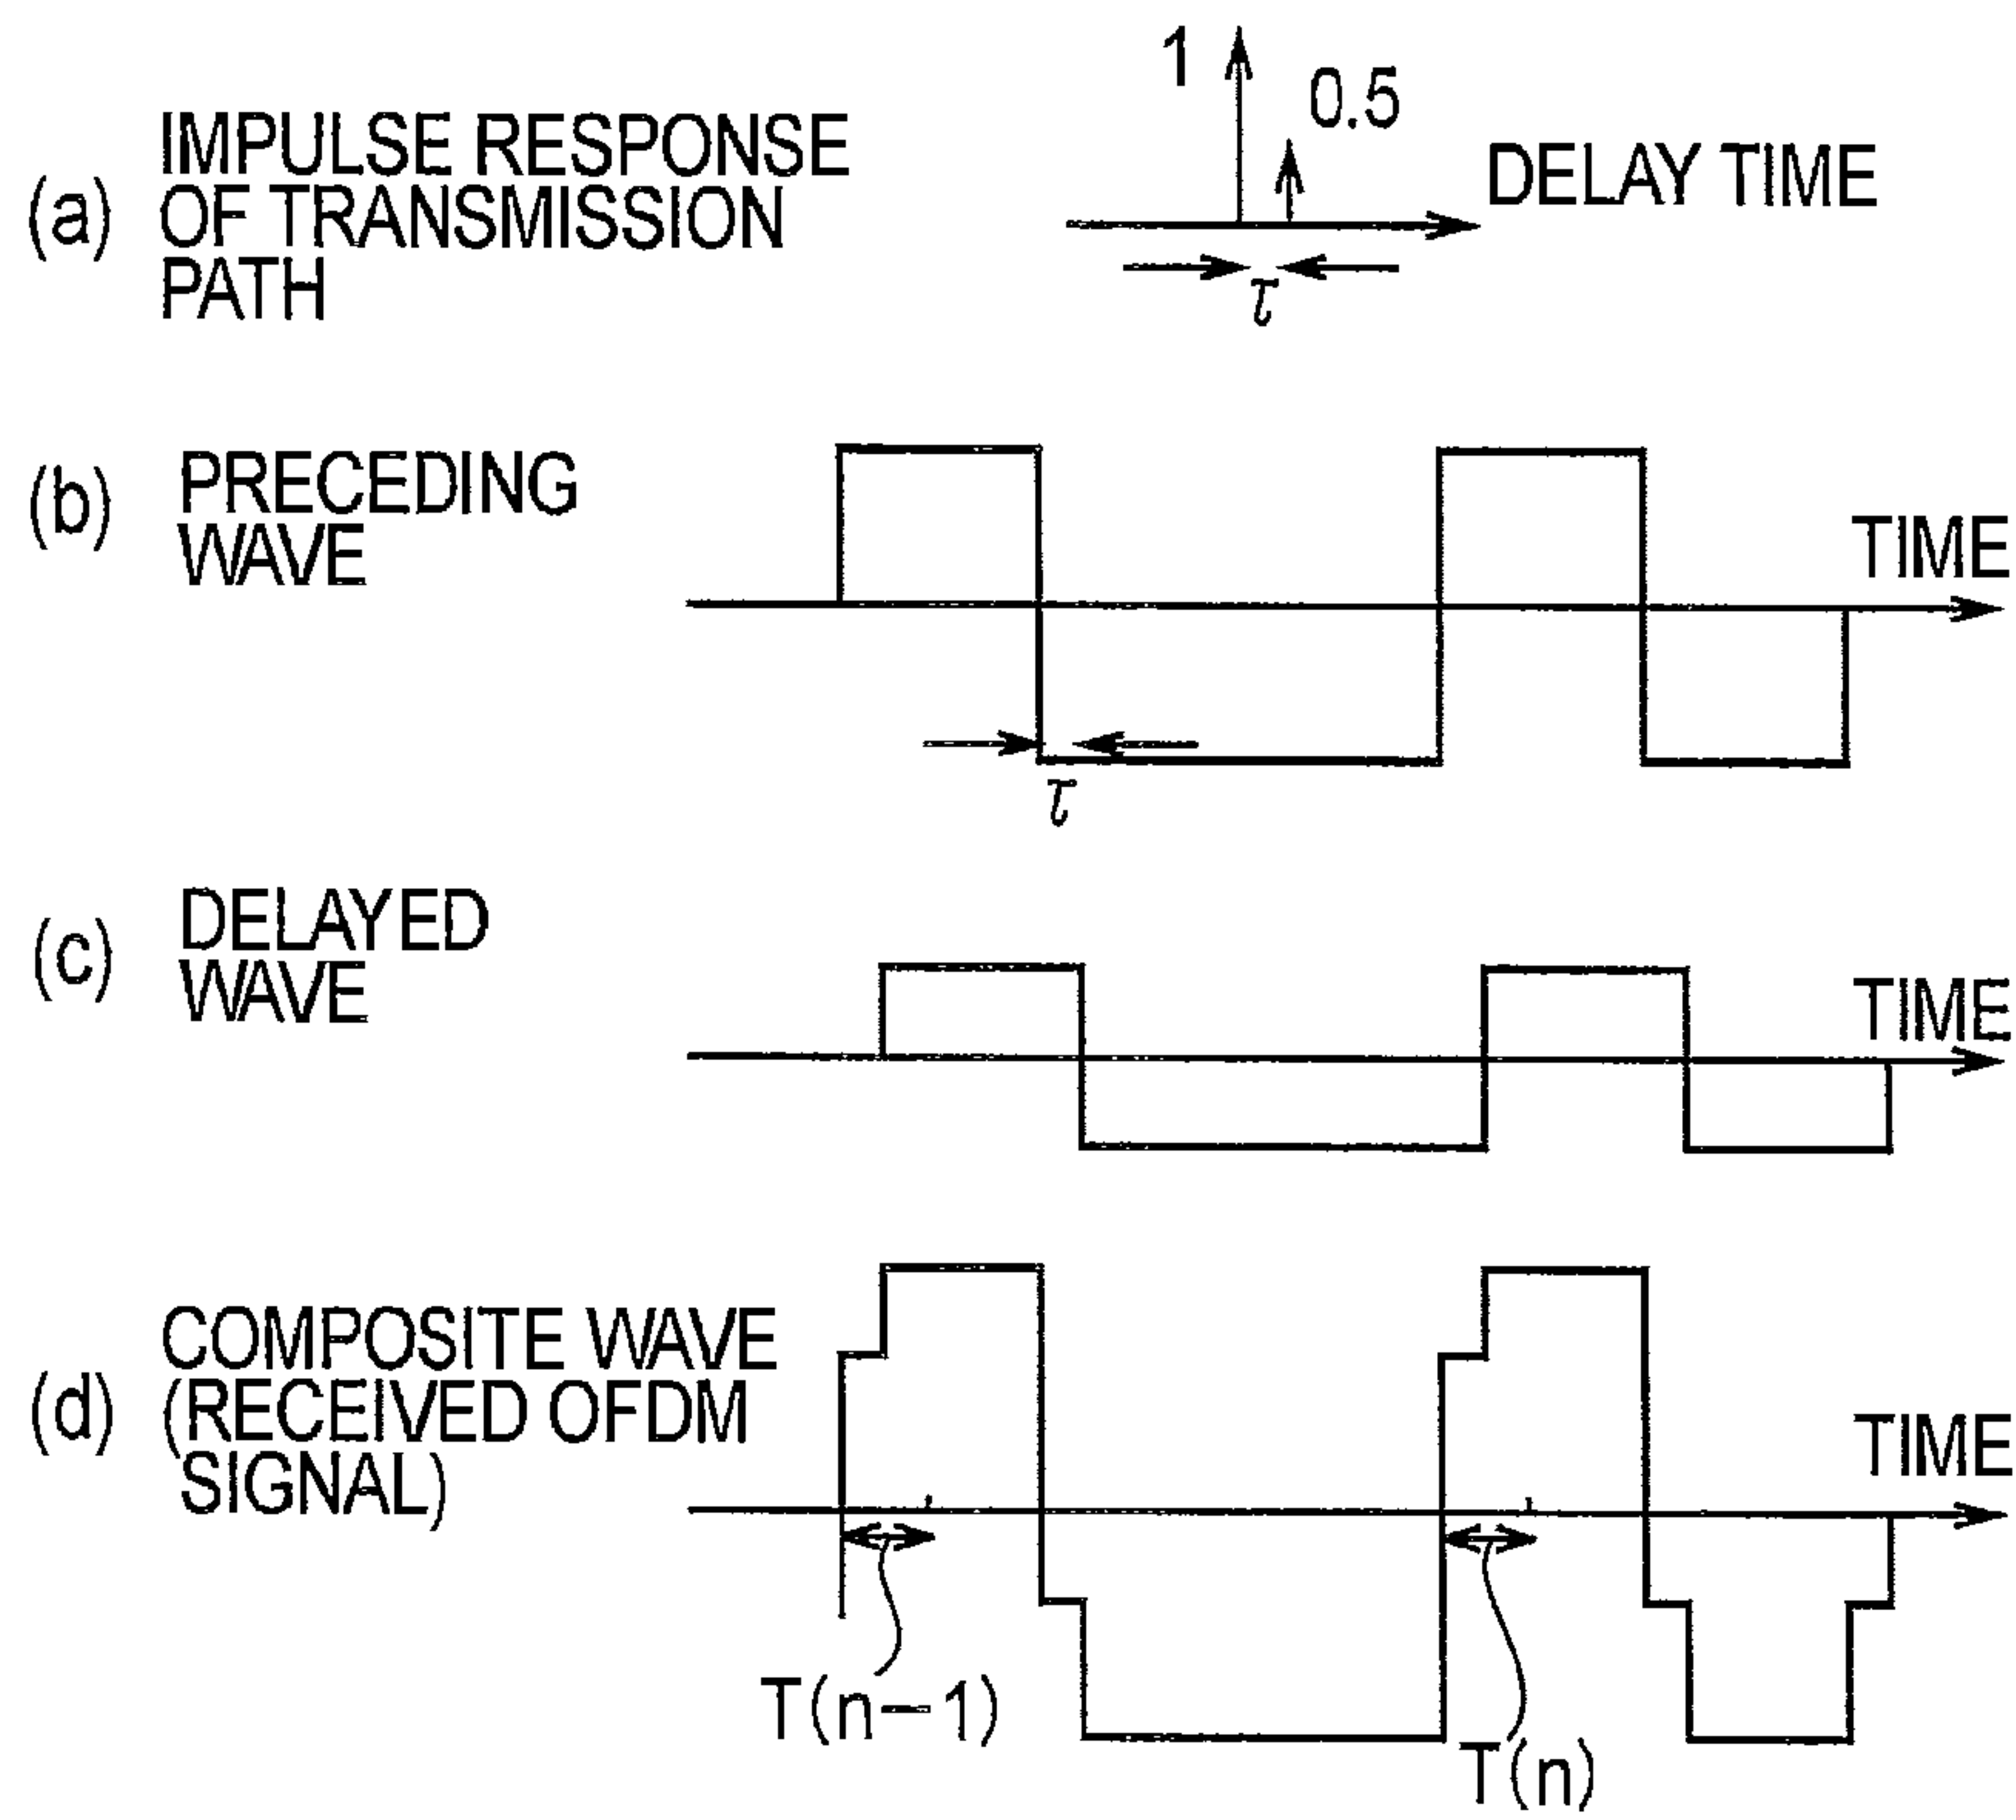 (a) IMPULSE RESPONSE
OF TRANSMISSION
PATH
1
0.5
DELAY TIME
τ
(b) PRECEDING
WAVE
TIME
τ
(c) DELAYED
WAVE
TIME
(d) COMPOSITE WAVE
(RECEIVED OFDM
SIGNAL)
TIME
T(n−1)
T(n)